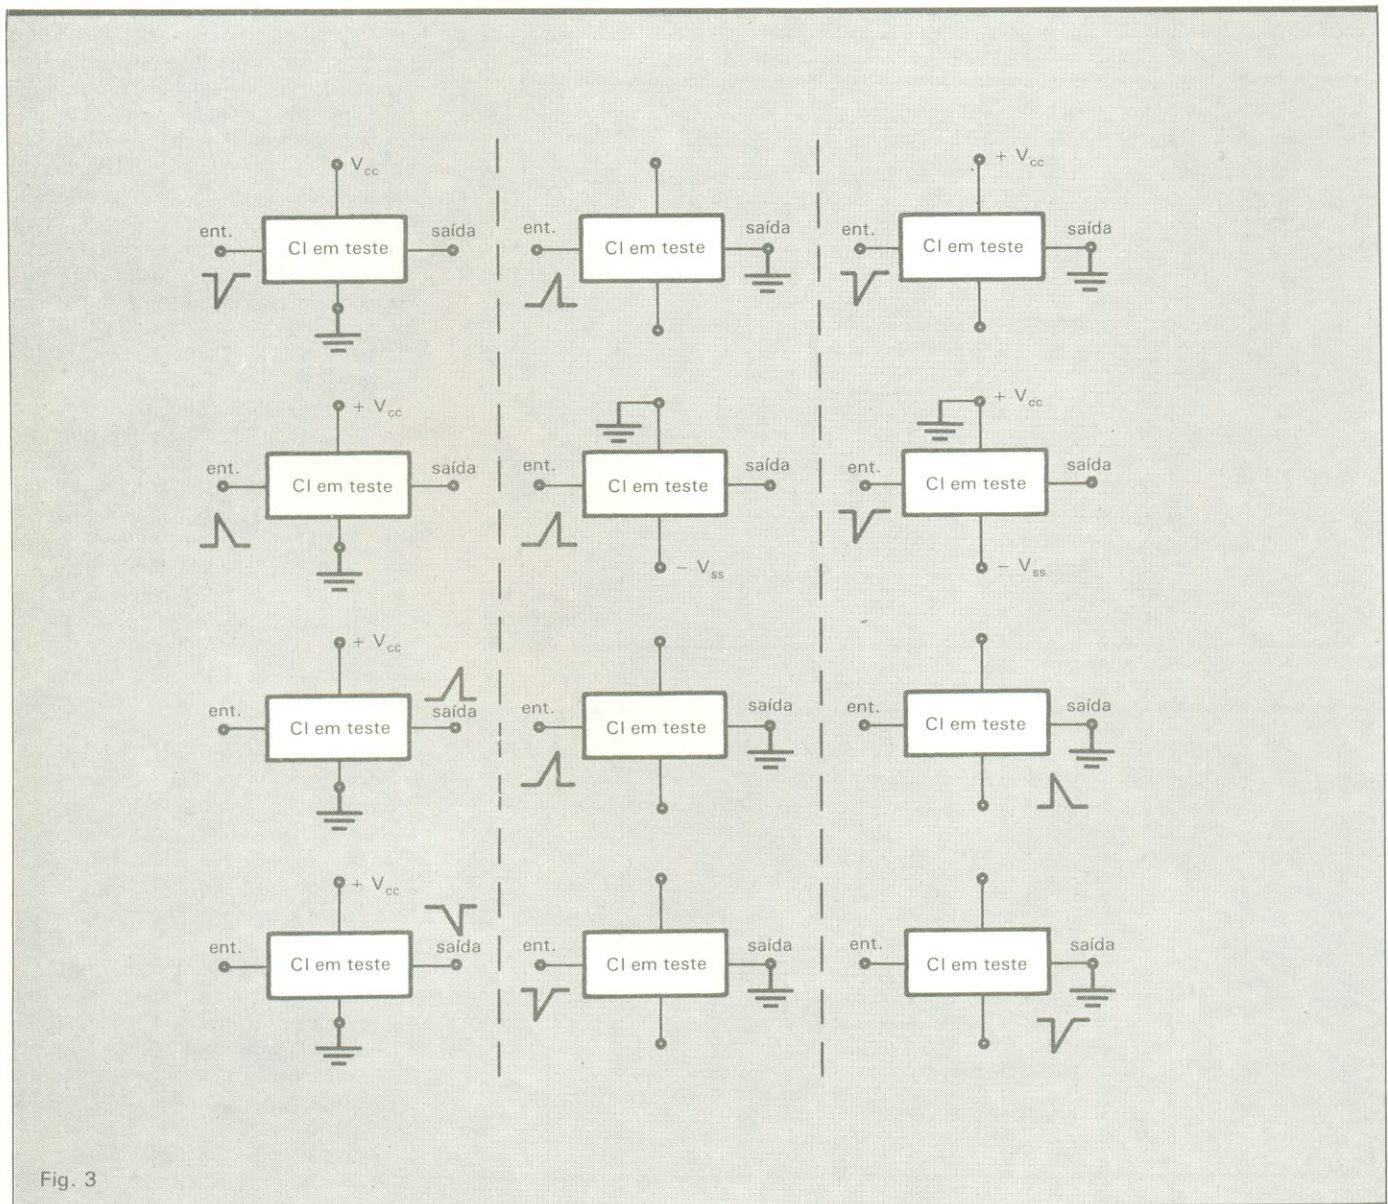 V_cc
ent.
CI em teste
saída
ent.
CI em teste
saída
+ V_cc
ent.
CI em teste
saída
+ V_cc
ent.
CI em teste
saída
ent.
CI em teste
saída
− V_ss
+ V_cc
ent.
CI em teste
saída
− V_ss
+ V_cc
ent.
CI em teste
saída
ent.
CI em teste
saída
ent.
CI em teste
saída
+ V_cc
ent.
CI em teste
saída
ent.
CI em teste
saída
ent.
CI em teste
saída
Fig. 3